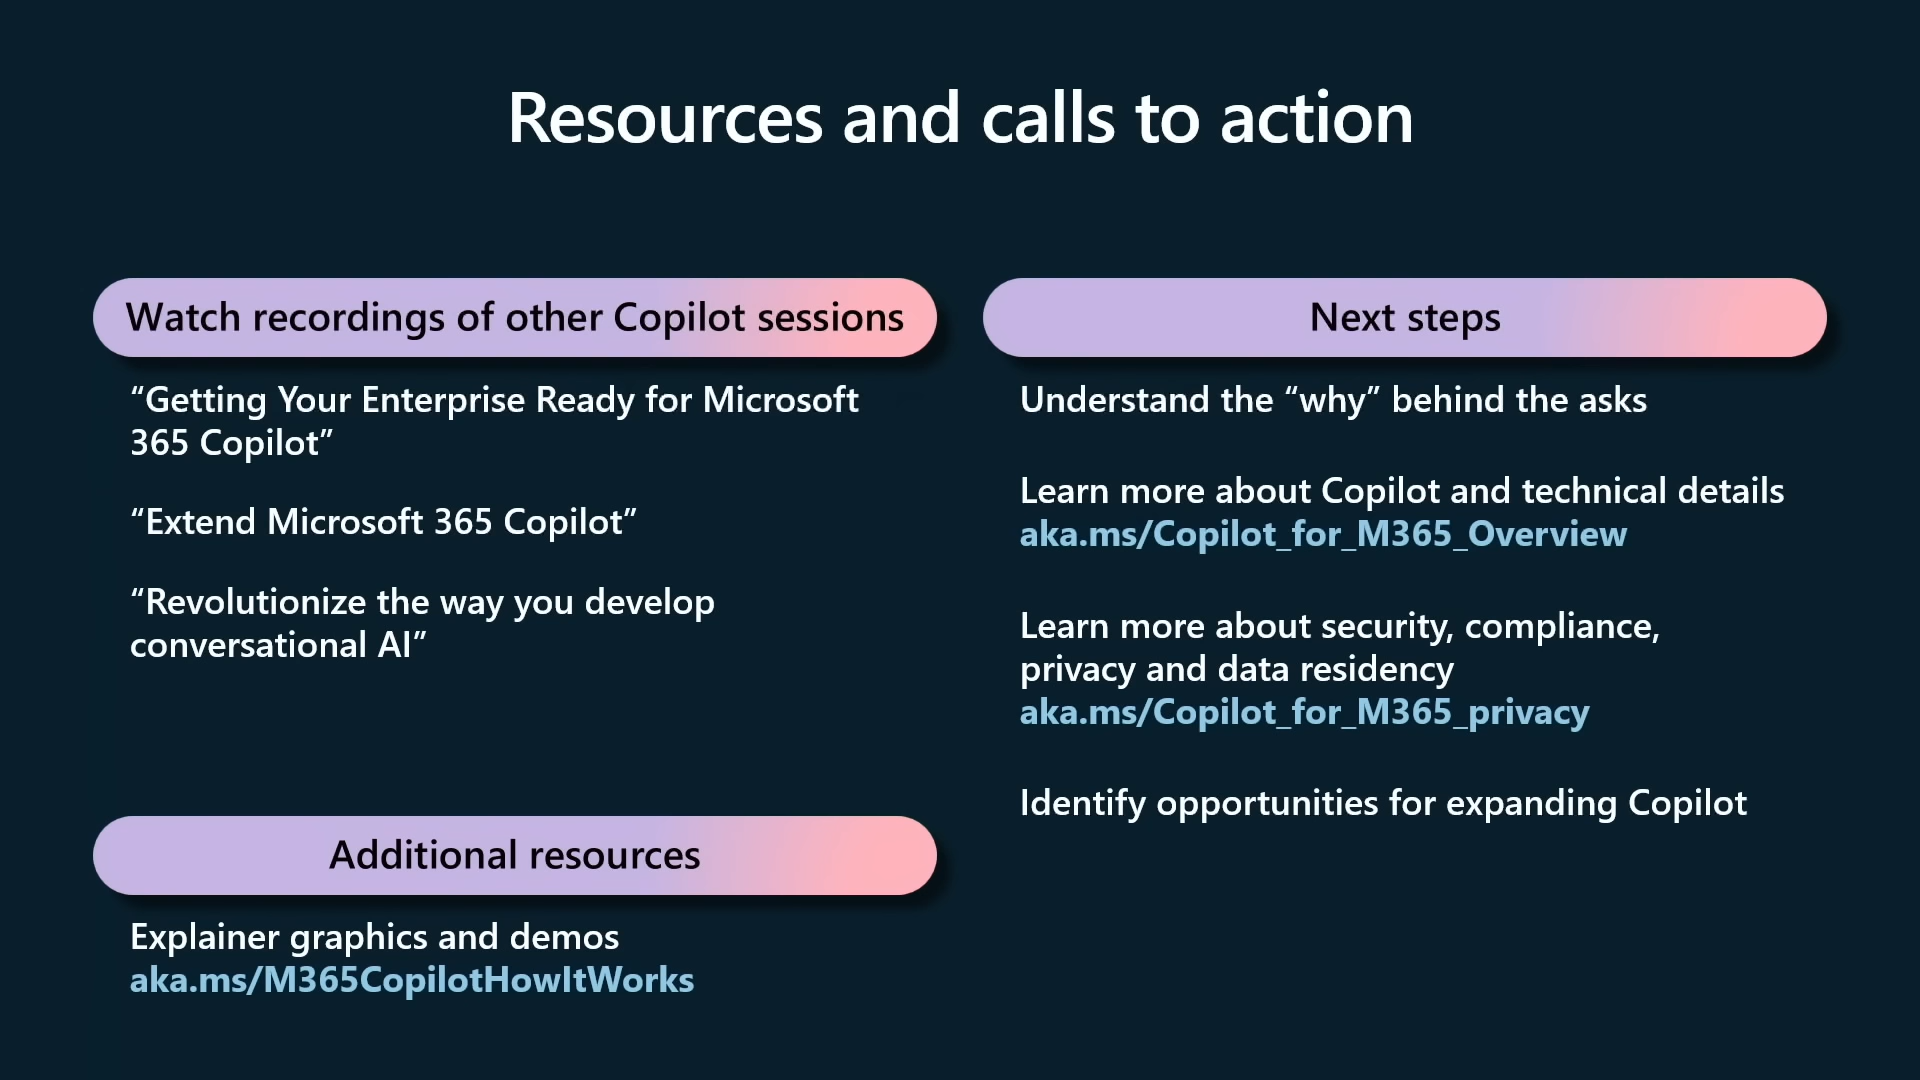 Resources and calls to action
Watch recordings of other Copilot sessions
“Getting Your Enterprise Ready for Microsoft
365 Copilot”
“Extend Microsoft 365 Copilot”
“Revolutionize the way you develop
conversational AI”
Additional resources
Explainer graphics and demos
aka.ms/M365CopilotHowItWorks
Next steps
Understand the “why” behind the asks
Learn more about Copilot and technical details
aka.ms/Copilot_for_M365_Overview
Learn more about security, compliance,
privacy and data residency
aka.ms/Copilot_for_M365_privacy
Identify opportunities for expanding Copilot